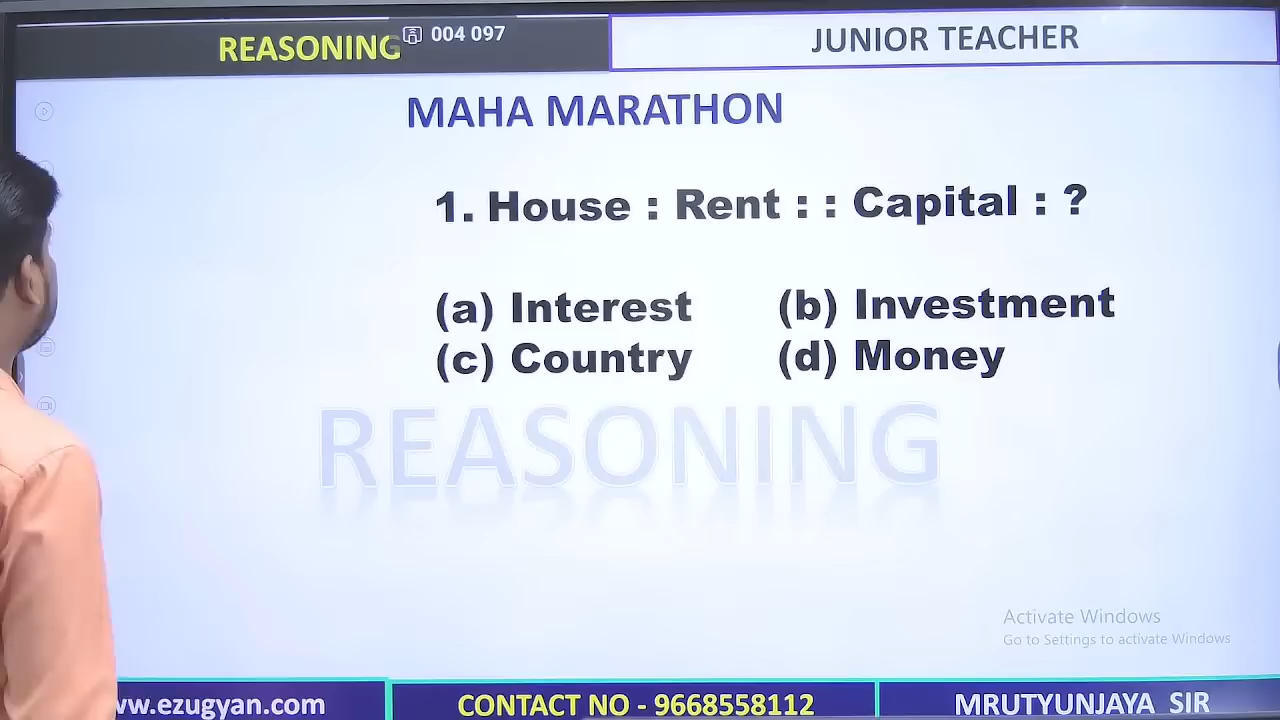 REASONING
004 097
JUNIOR TEACHER
MAHA MARATHON
1. House : Rent : : Capital : ?
(a) Interest (b) Investment
(c) Country (d) Money
REASONING
Activate Windows
Go to Settings to activate Windows
ww.ezugyan.com
CONTACT NO - 9668558112
MRUTYUNJAYA SIR